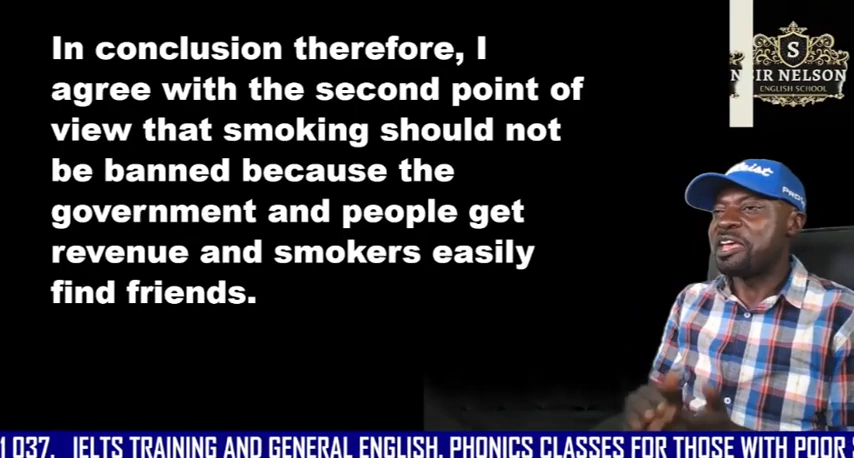 In conclusion therefore, I
agree with the second point of
view that smoking should not
be banned because the
government and people get
revenue and smokers easily
find friends.
S
SIR NELSON
ENGLISH SCHOOL
Titleist
037. IELTS TRAINING AND GENERAL ENGLISH. PHONICS CLASSES FOR THOSE WITH POOR